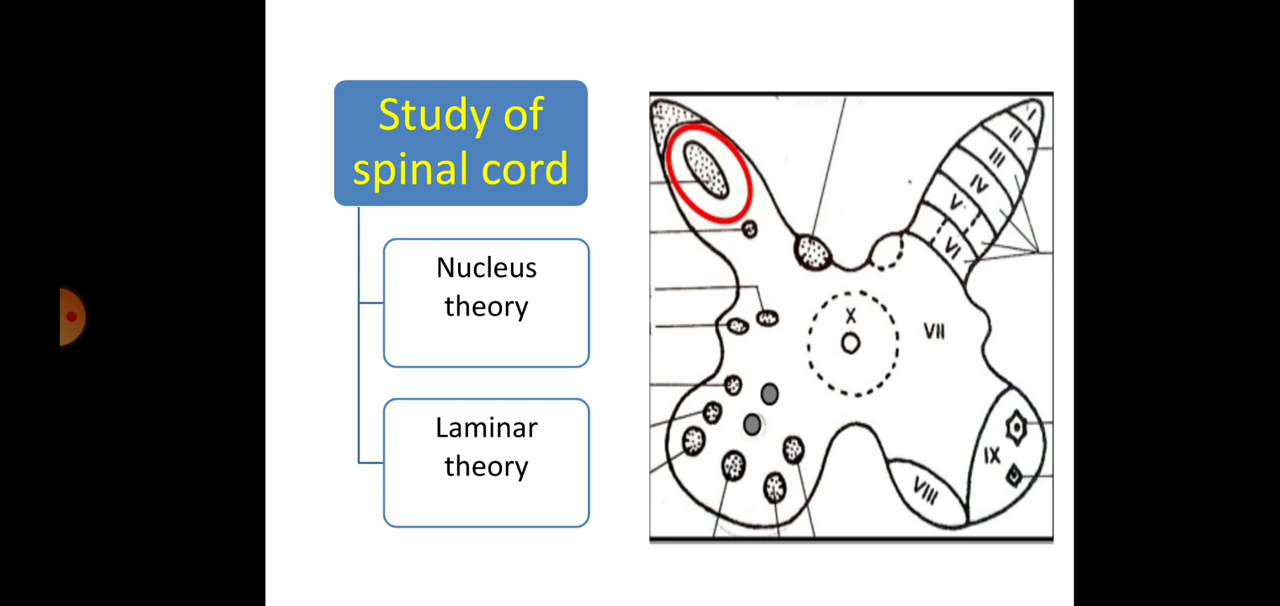 Study of
spinal cord
Nucleus
theory
Laminar
theory
I
II
III
IV
V
VI
X
VII
IX
VIII